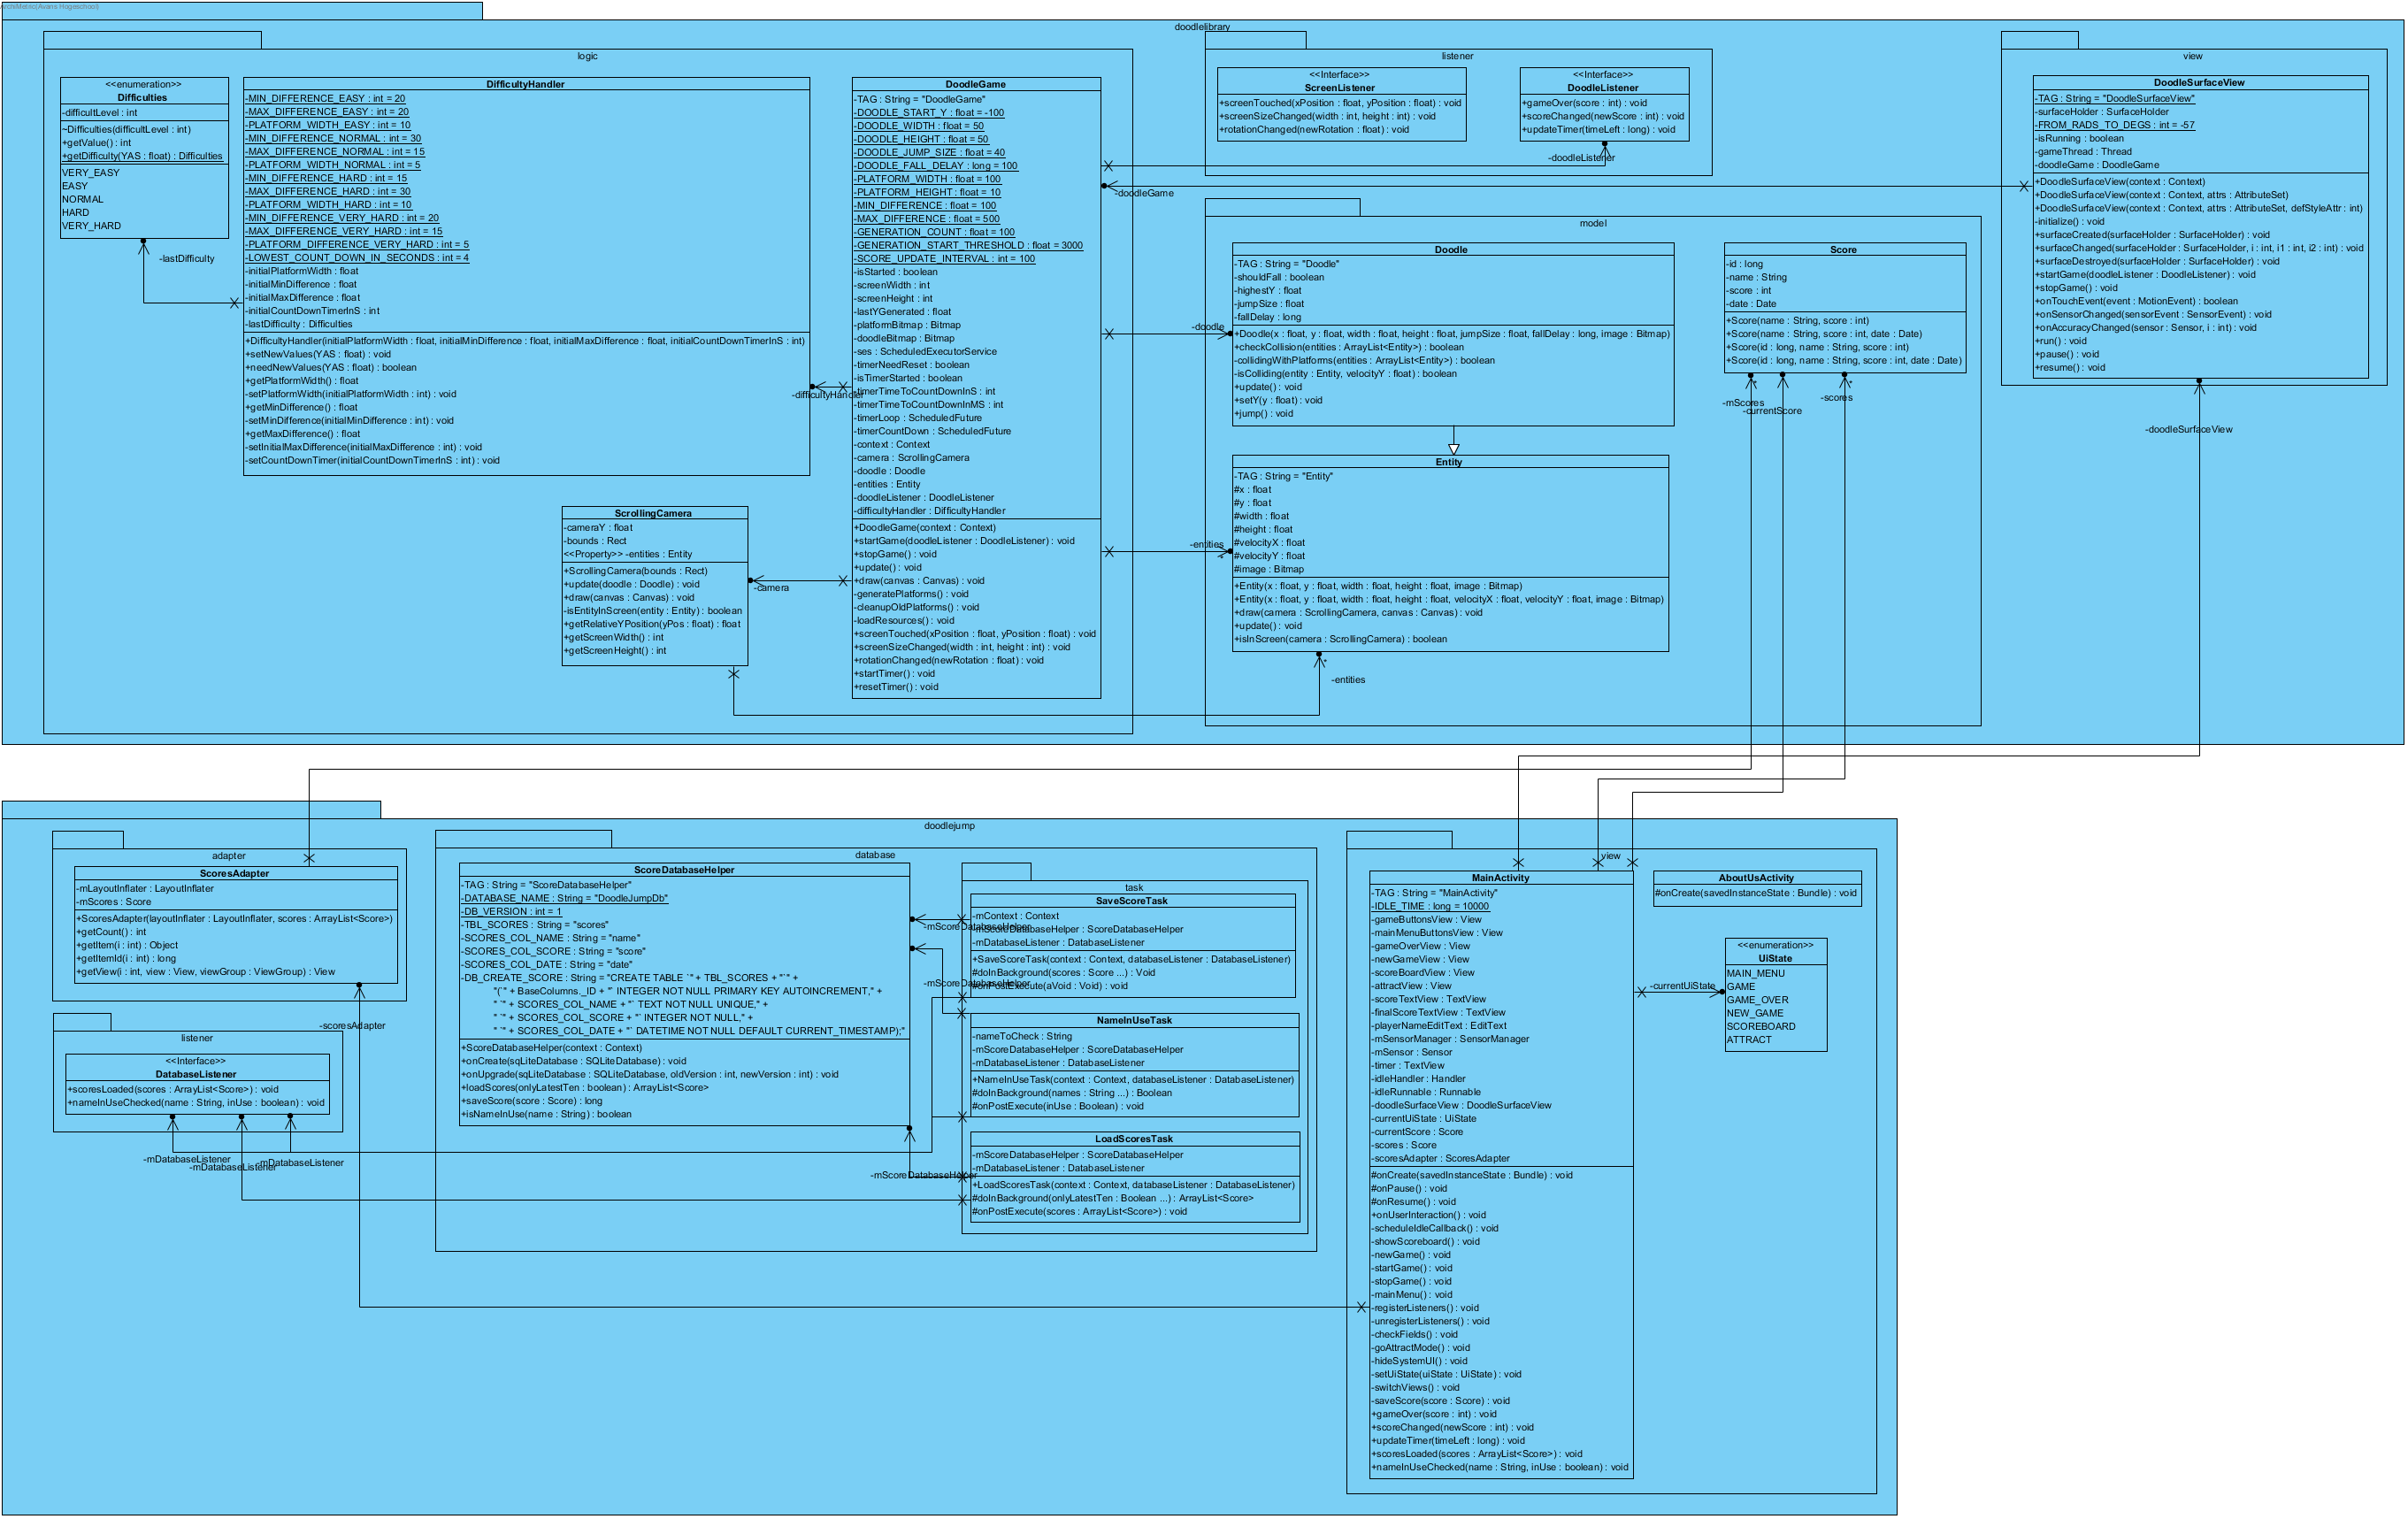 ArchiMetric(Avans Hogeschool)
doodlelibrary
logic
<<enumeration>>
Difficulties
-difficultLevel : int
~Difficulties(difficultLevel : int)
+getValue() : int
+getDifficulty(YAS : float) : Difficulties
VERY_EASY
EASY
NORMAL
HARD
VERY_HARD
-lastDifficulty
DifficultyHandler
-MIN_DIFFERENCE_EASY : int = 20
-MAX_DIFFERENCE_EASY : int = 20
-PLATFORM_WIDTH_EASY : int = 10
-MIN_DIFFERENCE_NORMAL : int = 30
-MAX_DIFFERENCE_NORMAL : int = 15
-PLATFORM_WIDTH_NORMAL : int = 5
-MIN_DIFFERENCE_HARD : int = 15
-MAX_DIFFERENCE_HARD : int = 30
-PLATFORM_WIDTH_HARD : int = 10
-MIN_DIFFERENCE_VERY_HARD : int = 20
-MAX_DIFFERENCE_VERY_HARD : int = 15
-PLATFORM_DIFFERENCE_VERY_HARD : int = 5
-LOWEST_COUNT_DOWN_IN_SECONDS : int = 4
-initialPlatformWidth : float
-initialMinDifference : float
-initialMaxDifference : float
-initialCountDownTimerInS : int
-lastDifficulty : Difficulties
+DifficultyHandler(initialPlatformWidth : float, initialMinDifference : float, initialMaxDifference : float, initialCountDownTimerInS : int)
+setNewValues(YAS : float) : void
+needNewValues(YAS : float) : boolean
+getPlatformWidth() : float
-setPlatformWidth(initialPlatformWidth : int) : void
+getMinDifference() : float
-setMinDifference(initialMinDifference : int) : void
+getMaxDifference() : float
-setInitialMaxDifference(initialMaxDifference : int) : void
-setCountDownTimer(initialCountDownTimerInS : int) : void
-difficultyHandler
ScrollingCamera
-cameraY : float
-bounds : Rect
<<Property>> -entities : Entity
+ScrollingCamera(bounds : Rect)
+update(doodle : Doodle) : void
+draw(canvas : Canvas) : void
-isEntityInScreen(entity : Entity) : boolean
+getRelativeYPosition(yPos : float) : float
+getScreenWidth() : int
+getScreenHeight() : int
-camera
DoodleGame
-TAG : String = "DoodleGame"
-DOODLE_START_Y : float = -100
-DOODLE_WIDTH : float = 50
-DOODLE_HEIGHT : float = 50
-DOODLE_JUMP_SIZE : float = 40
-DOODLE_FALL_DELAY : long = 100
-PLATFORM_WIDTH : float = 100
-PLATFORM_HEIGHT : float = 10
-MIN_DIFFERENCE : float = 100
-MAX_DIFFERENCE : float = 500
-GENERATION_COUNT : float = 100
-GENERATION_START_THRESHOLD : float = 3000
-SCORE_UPDATE_INTERVAL : int = 100
-isStarted : boolean
-screenWidth : int
-screenHeight : int
-lastYGenerated : float
-platformBitmap : Bitmap
-doodleBitmap : Bitmap
-ses : ScheduledExecutorService
-timerNeedReset : boolean
-isTimerStarted : boolean
-timerTimeToCountDownInS : int
-timerTimeToCountDownInMS : int
-timerLoop : ScheduledFuture
-timerCountDown : ScheduledFuture
-context : Context
-camera : ScrollingCamera
-doodle : Doodle
-entities : Entity
-doodleListener : DoodleListener
-difficultyHandler : DifficultyHandler
+DoodleGame(context : Context)
+startGame(doodleListener : DoodleListener) : void
+stopGame() : void
+update() : void
+draw(canvas : Canvas) : void
-generatePlatforms() : void
-cleanupOldPlatforms() : void
-loadResources() : void
+screenTouched(xPosition : float, yPosition : float) : void
+screenSizeChanged(width : int, height : int) : void
+rotationChanged(newRotation : float) : void
+startTimer() : void
+resetTimer() : void
listener
<<Interface>>
ScreenListener
+screenTouched(xPosition : float, yPosition : float) : void
+screenSizeChanged(width : int, height : int) : void
+rotationChanged(newRotation : float) : void
<<Interface>>
DoodleListener
+gameOver(score : int) : void
+scoreChanged(newScore : int) : void
+updateTimer(timeLeft : long) : void
-doodleListener
-doodleGame
model
Doodle
-TAG : String = "Doodle"
-shouldFall : boolean
-highestY : float
-jumpSize : float
-fallDelay : long
+Doodle(x : float, y : float, width : float, height : float, jumpSize : float, fallDelay : long, image : Bitmap)
+checkCollision(entities : ArrayList<Entity>) : boolean
-collidingWithPlatforms(entities : ArrayList<Entity>) : boolean
-isColliding(entity : Entity, velocityY : float) : boolean
+update() : void
+setY(y : float) : void
+jump() : void
-doodle
Entity
-TAG : String = "Entity"
#x : float
#y : float
#width : float
#height : float
#velocityX : float
#velocityY : float
#image : Bitmap
+Entity(x : float, y : float, width : float, height : float, image : Bitmap)
+Entity(x : float, y : float, width : float, height : float, velocityX : float, velocityY : float, image : Bitmap)
+draw(camera : ScrollingCamera, canvas : Canvas) : void
+update() : void
+isInScreen(camera : ScrollingCamera) : boolean
-entities
*
*
-entities
Score
-id : long
-name : String
-score : int
-date : Date
+Score(name : String, score : int)
+Score(name : String, score : int, date : Date)
+Score(id : long, name : String, score : int)
+Score(id : long, name : String, score : int, date : Date)
*
*
-mScores
-currentScore
-scores
view
DoodleSurfaceView
-TAG : String = "DoodleSurfaceView"
-surfaceHolder : SurfaceHolder
-FROM_RADS_TO_DEGS : int = -57
-isRunning : boolean
-gameThread : Thread
-doodleGame : DoodleGame
+DoodleSurfaceView(context : Context)
+DoodleSurfaceView(context : Context, attrs : AttributeSet)
+DoodleSurfaceView(context : Context, attrs : AttributeSet, defStyleAttr : int)
-initialize() : void
+surfaceCreated(surfaceHolder : SurfaceHolder) : void
+surfaceChanged(surfaceHolder : SurfaceHolder, i : int, i1 : int, i2 : int) : void
+surfaceDestroyed(surfaceHolder : SurfaceHolder) : void
+startGame(doodleListener : DoodleListener) : void
+stopGame() : void
+onTouchEvent(event : MotionEvent) : boolean
+onSensorChanged(sensorEvent : SensorEvent) : void
+onAccuracyChanged(sensor : Sensor, i : int) : void
+run() : void
+pause() : void
+resume() : void
-doodleSurfaceView
doodlejump
adapter
ScoresAdapter
-mLayoutInflater : LayoutInflater
-mScores : Score
+ScoresAdapter(layoutInflater : LayoutInflater, scores : ArrayList<Score>)
+getCount() : int
+getItem(i : int) : Object
+getItemId(i : int) : long
+getView(i : int, view : View, viewGroup : ViewGroup) : View
-scoresAdapter
listener
<<Interface>>
DatabaseListener
+scoresLoaded(scores : ArrayList<Score>) : void
+nameInUseChecked(name : String, inUse : boolean) : void
-mDatabaseListener
-mDatabaseListener
-mDatabaseListener
database
ScoreDatabaseHelper
-TAG : String = "ScoreDatabaseHelper"
-DATABASE_NAME : String = "DoodleJumpDb"
-DB_VERSION : int = 1
-TBL_SCORES : String = "scores"
-SCORES_COL_NAME : String = "name"
-SCORES_COL_SCORE : String = "score"
-SCORES_COL_DATE : String = "date"
-DB_CREATE_SCORE : String = "CREATE TABLE `" + TBL_SCORES + "`" +
"(`" + BaseColumns._ID + "` INTEGER NOT NULL PRIMARY KEY AUTOINCREMENT," +
" `" + SCORES_COL_NAME + "` TEXT NOT NULL UNIQUE," +
" `" + SCORES_COL_SCORE + "` INTEGER NOT NULL," +
" `" + SCORES_COL_DATE + "` DATETIME NOT NULL DEFAULT CURRENT_TIMESTAMP);"
+ScoreDatabaseHelper(context : Context)
+onCreate(sqLiteDatabase : SQLiteDatabase) : void
+onUpgrade(sqLiteDatabase : SQLiteDatabase, oldVersion : int, newVersion : int) : void
+loadScores(onlyLatestTen : boolean) : ArrayList<Score>
+saveScore(score : Score) : long
+isNameInUse(name : String) : boolean
-mScoreDatabaseHelper
-mScoreDatabaseHelper
-mScoreDatabaseHelper
task
SaveScoreTask
-mContext : Context
-mScoreDatabaseHelper : ScoreDatabaseHelper
-mDatabaseListener : DatabaseListener
+SaveScoreTask(context : Context, databaseListener : DatabaseListener)
#doInBackground(scores : Score ...) : Void
#onPostExecute(aVoid : Void) : void
NameInUseTask
-nameToCheck : String
-mScoreDatabaseHelper : ScoreDatabaseHelper
-mDatabaseListener : DatabaseListener
+NameInUseTask(context : Context, databaseListener : DatabaseListener)
#doInBackground(names : String ...) : Boolean
#onPostExecute(inUse : Boolean) : void
LoadScoresTask
-mScoreDatabaseHelper : ScoreDatabaseHelper
-mDatabaseListener : DatabaseListener
+LoadScoresTask(context : Context, databaseListener : DatabaseListener)
#doInBackground(onlyLatestTen : Boolean ...) : ArrayList<Score>
#onPostExecute(scores : ArrayList<Score>) : void
view
MainActivity
-TAG : String = "MainActivity"
-IDLE_TIME : long = 10000
-gameButtonsView : View
-mainMenuButtonsView : View
-gameOverView : View
-newGameView : View
-scoreBoardView : View
-attractView : View
-scoreTextView : TextView
-finalScoreTextView : TextView
-playerNameEditText : EditText
-mSensorManager : SensorManager
-mSensor : Sensor
-timer : TextView
-idleHandler : Handler
-idleRunnable : Runnable
-doodleSurfaceView : DoodleSurfaceView
-currentUiState : UiState
-currentScore : Score
-scores : Score
-scoresAdapter : ScoresAdapter
#onCreate(savedInstanceState : Bundle) : void
#onPause() : void
#onResume() : void
+onUserInteraction() : void
-scheduleIdleCallback() : void
-showScoreboard() : void
-newGame() : void
-startGame() : void
-stopGame() : void
-mainMenu() : void
-registerListeners() : void
-unregisterListeners() : void
-checkFields() : void
-goAttractMode() : void
-hideSystemUI() : void
-setUiState(uiState : UiState) : void
-switchViews() : void
-saveScore(score : Score) : void
+gameOver(score : int) : void
+scoreChanged(newScore : int) : void
+updateTimer(timeLeft : long) : void
+scoresLoaded(scores : ArrayList<Score>) : void
+nameInUseChecked(name : String, inUse : boolean) : void
AboutUsActivity
#onCreate(savedInstanceState : Bundle) : void
-currentUiState
<<enumeration>>
UiState
MAIN_MENU
GAME
GAME_OVER
NEW_GAME
SCOREBOARD
ATTRACT